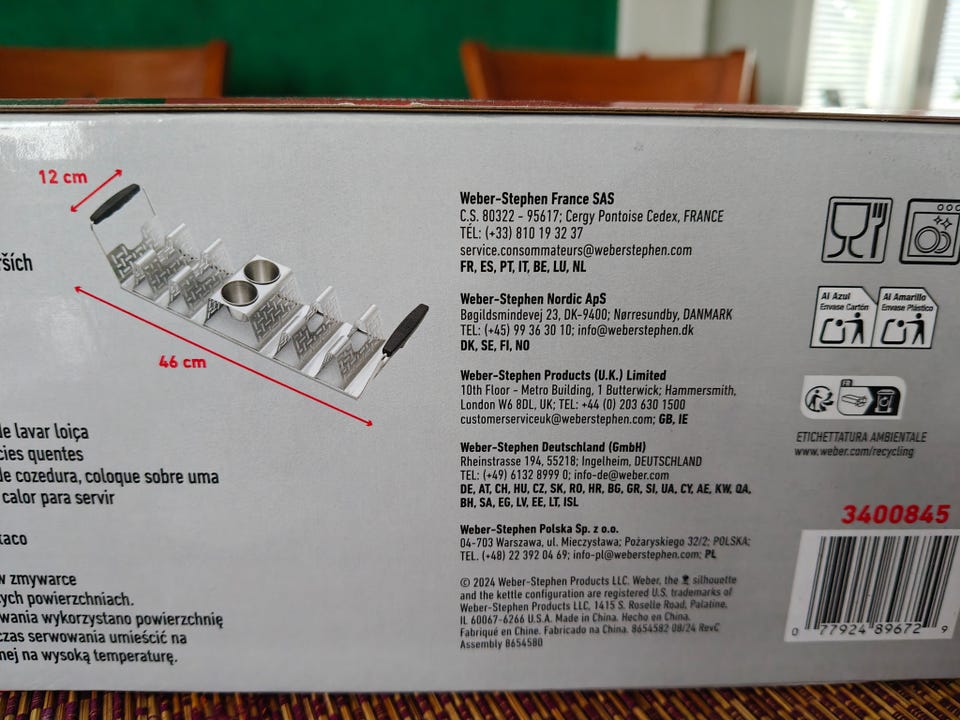 12 cm
46 cm
rších
de lavar loiça
cies quentes
de cozedura, coloque sobre uma
calor para servir
taco
w zmywarce
ych powierzchniach.
wania wykorzystano powierzchnię
czas serwowania umieścić na
nej na wysoką temperaturę.
Weber-Stephen France SAS
C.S. 80322 - 95617; Cergy Pontoise Cedex, FRANCE
TÉL: (+33) 810 19 32 37
service.consommateurs@weberstephen.com
FR, ES, PT, IT, BE, LU, NL
Weber-Stephen Nordic ApS
Bøgildsmindevej 23, DK-9400; Nørresundby, DANMARK
TEL: (+45) 99 36 30 10; info@weberstephen.dk
DK, SE, FI, NO
Weber-Stephen Products (U.K.) Limited
10th Floor - Metro Building, 1 Butterwick; Hammersmith,
London W6 8DL, UK; TEL: +44 (0) 203 630 1500
customerserviceuk@weberstephen.com; GB, IE
Weber-Stephen Deutschland (GmbH)
Rheinstrasse 194, 55218; Ingelheim, DEUTSCHLAND
TEL: (+49) 6132 8999 0; info-de@weber.com
DE, AT, CH, HU, CZ, SK, RO, HR, BG, GR, SI, UA, CY, AE, KW, QA,
BH, SA, EG, LV, EE, LT, ISL
Weber-Stephen Polska Sp. z o.o.
04-703 Warszawa, ul. Mieczysława; Pożaryskiego 32/2; POLSKA;
TEL. (+48) 22 392 04 69; info-pl@weberstephen.com; PL
© 2024 Weber-Stephen Products LLC. Weber, the silhouette
and the kettle configuration are registered U.S. trademarks of
Weber-Stephen Products LLC, 1415 S. Roselle Road, Palatine,
IL 60067-6266 U.S.A. Made in China. Hecho en China.
Fabriqué en Chine. Fabricado na China. 8654582 08/24 RevC
Assembly 8654580
Al Azul
Envase Cartón
Al Amarillo
Envase Plástico
FR
ETICHETTATURA AMBIENTALE
www.weber.com/recycling
3400845
0 77924 89672 9